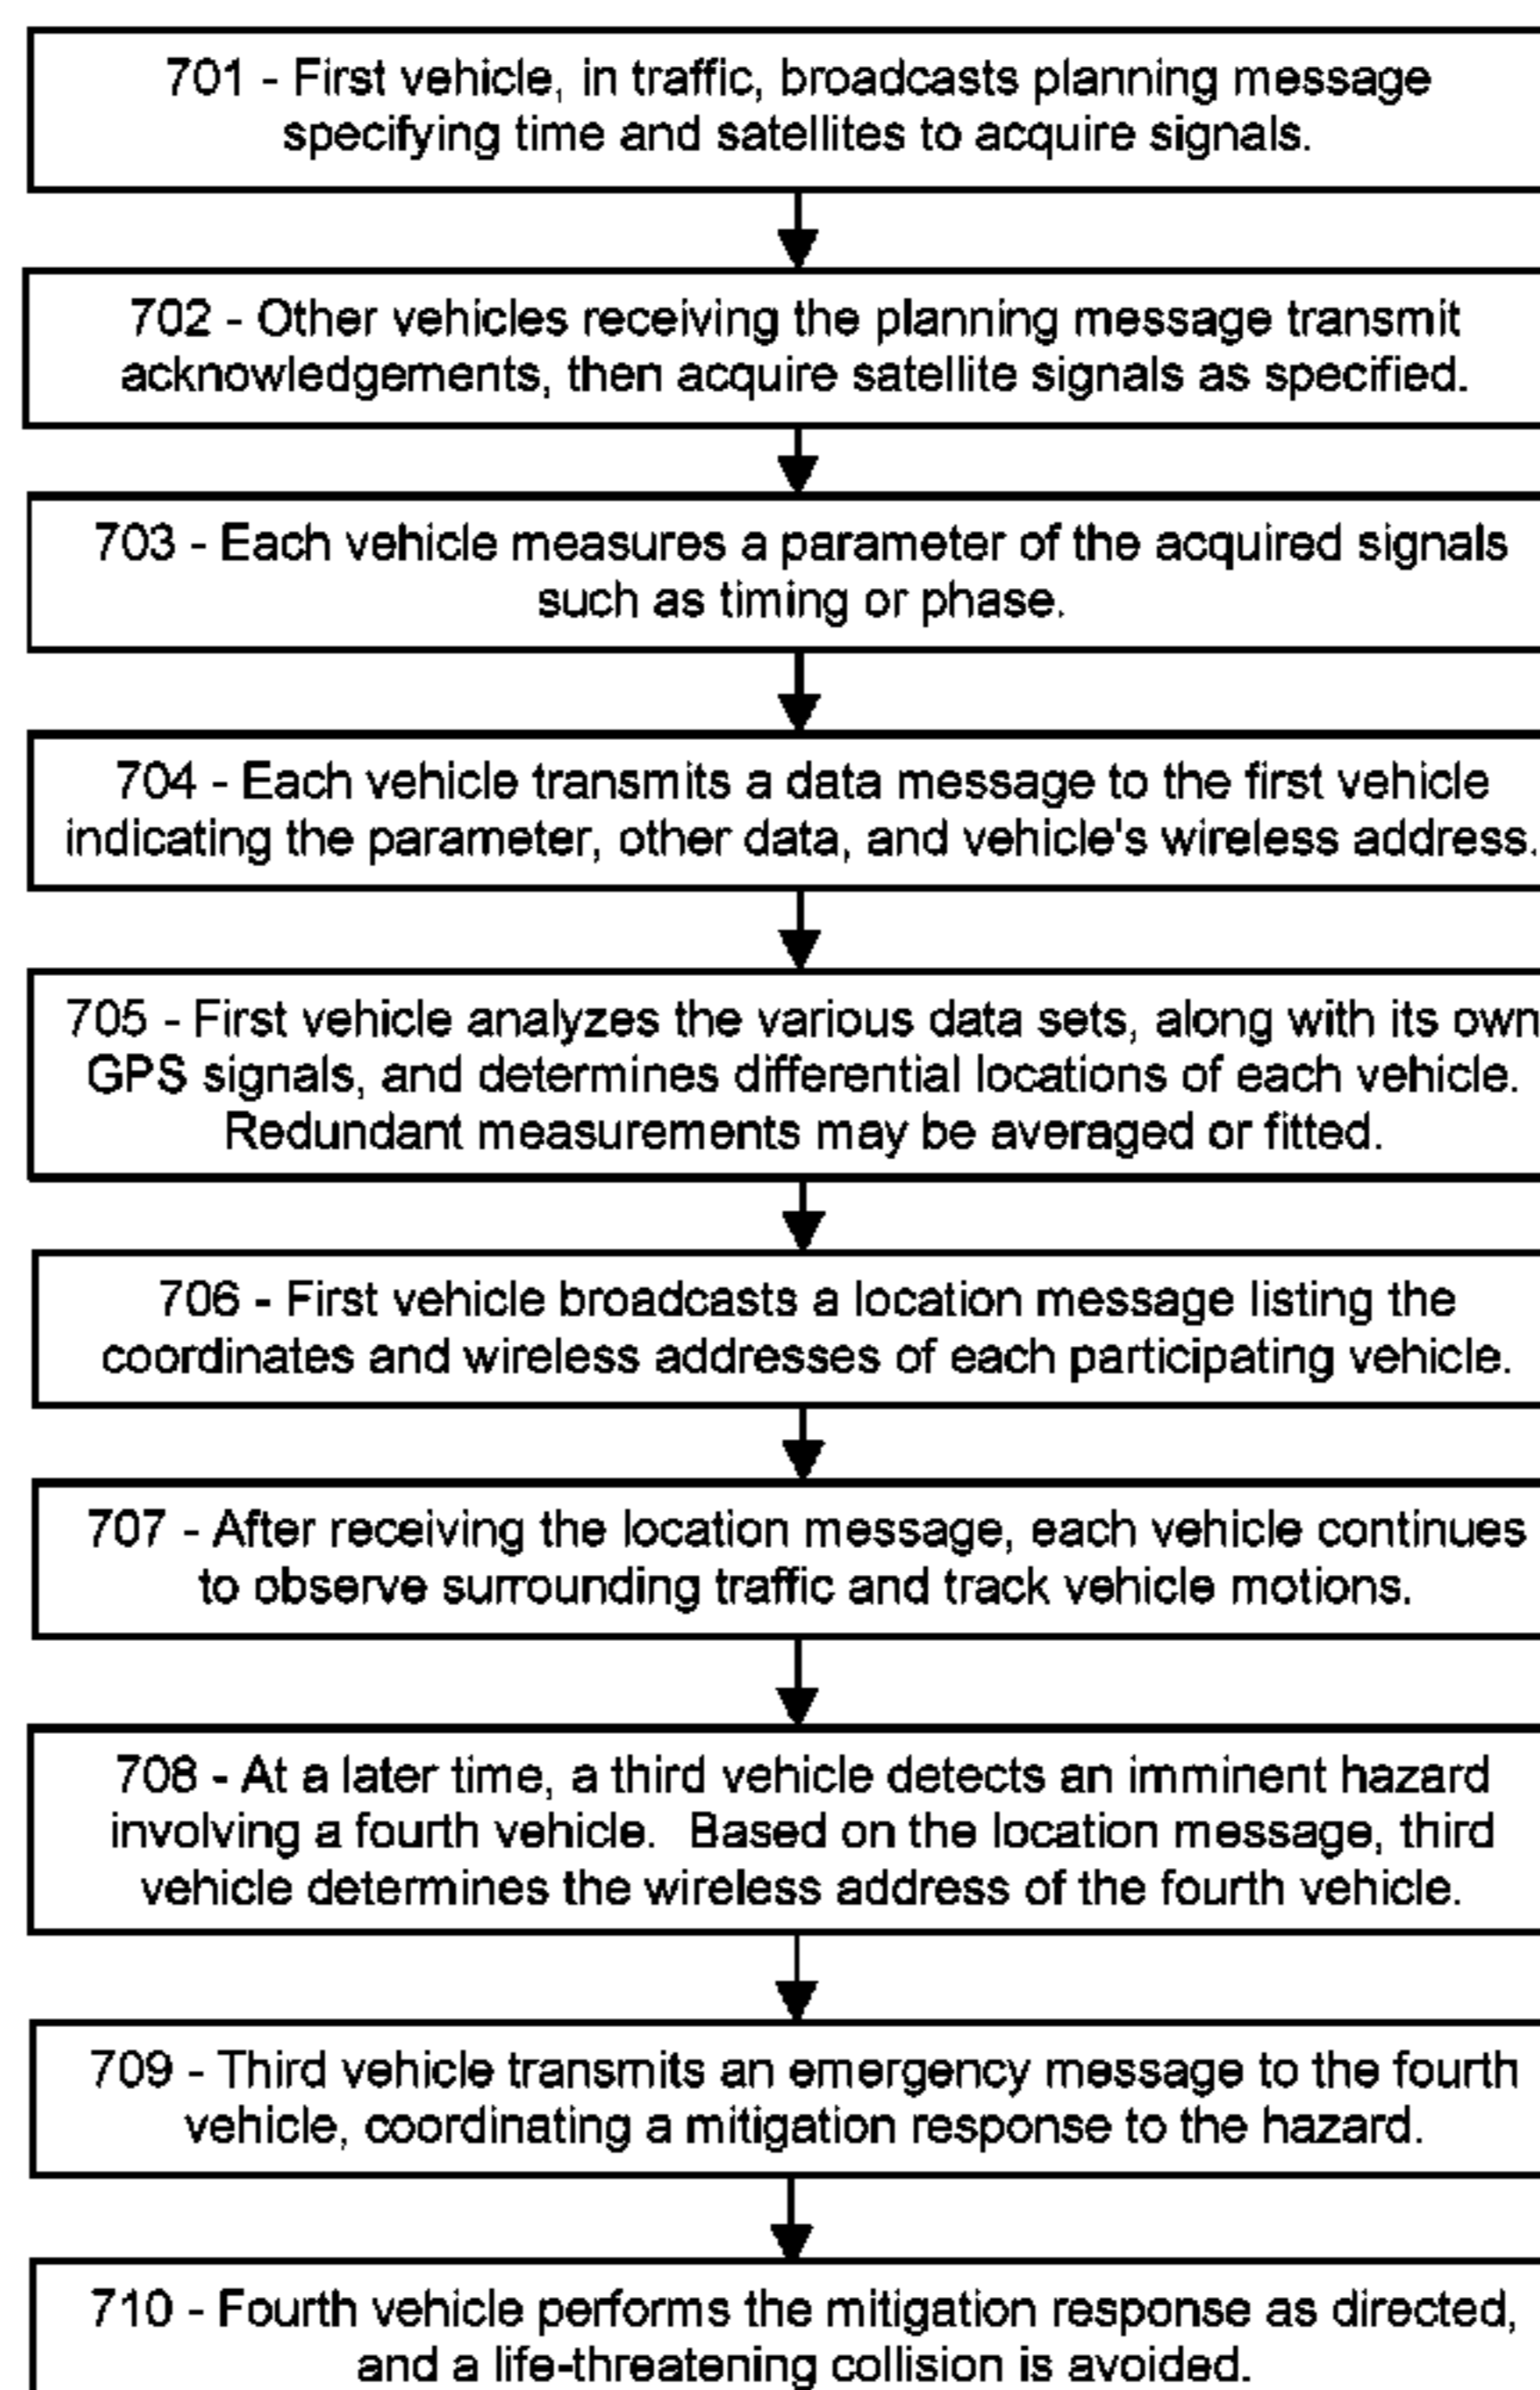 701 - First vehicle, in traffic, broadcasts planning message
specifying time and satellites to acquire signals.
702 - Other vehicles receiving the planning message transmit
acknowledgements, then acquire satellite signals as specified.
703 - Each vehicle measures a parameter of the acquired signals
such as timing or phase.
704 - Each vehicle transmits a data message to the first vehicle
indicating the parameter, other data, and vehicle's wireless address.
705 - First vehicle analyzes the various data sets, along with its own
GPS signals, and determines differential locations of each vehicle.
Redundant measurements may be averaged or fitted.
706 - First vehicle broadcasts a location message listing the
coordinates and wireless addresses of each participating vehicle.
707 - After receiving the location message, each vehicle continues
to observe surrounding traffic and track vehicle motions.
708 - At a later time, a third vehicle detects an imminent hazard
involving a fourth vehicle. Based on the location message, third
vehicle determines the wireless address of the fourth vehicle.
709 - Third vehicle transmits an emergency message to the fourth
vehicle, coordinating a mitigation response to the hazard.
710 - Fourth vehicle performs the mitigation response as directed,
and a life-threatening collision is avoided.